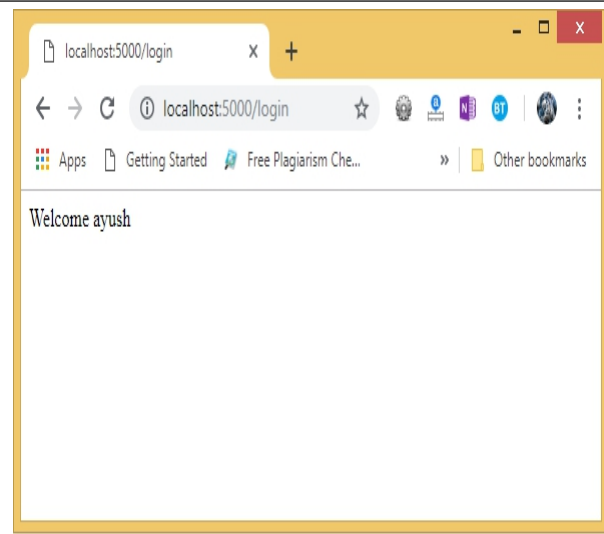 localhost:5000/login
localhost:5000/login
Apps Getting Started Free Plagiarism Che... » Other bookmarks
Welcome ayush